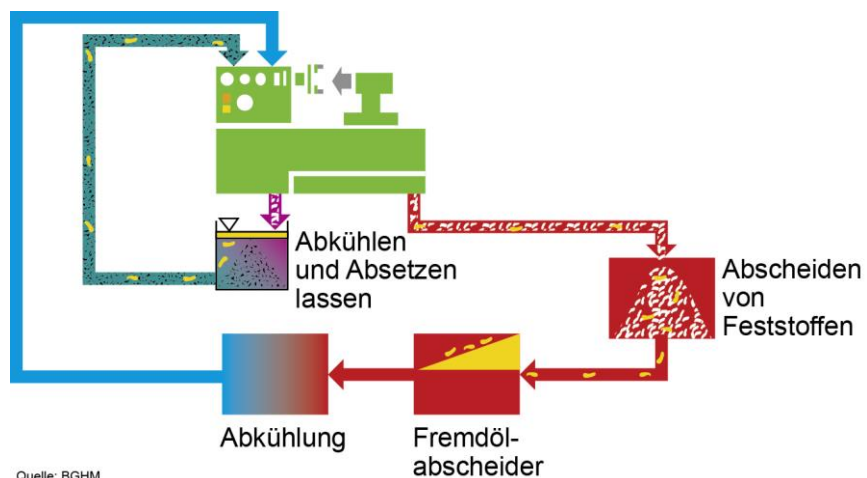 Abkühlen
und Absetzen
lassen
Abscheiden
von
Feststoffen
Abkühlung
Fremdöl-
abscheider
Quelle: BGHM